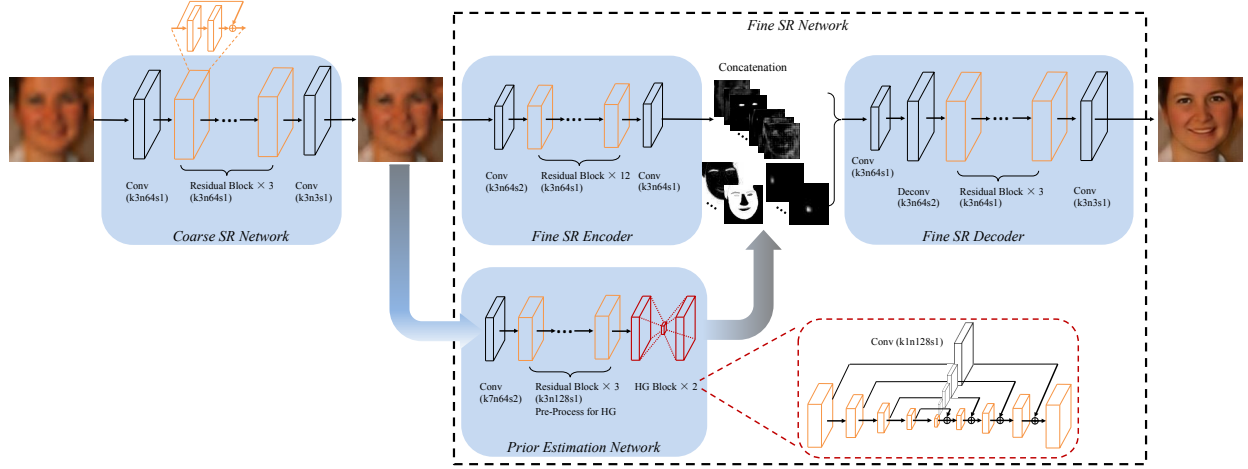 Fine SR Network
Concatenation
Conv
(k3n64s1)
Residual Block × 3
(k3n64s1)
Conv
(k3n3s1)
Coarse SR Network
Conv
(k3n64s2)
Residual Block × 12
(k3n64s1)
Conv
(k3n64s1)
Fine SR Encoder
Conv
(k3n64s1)
Deconv
(k3n64s2)
Residual Block × 3
(k3n64s1)
Conv
(k3n3s1)
Fine SR Decoder
Conv
(k7n64s2)
Residual Block × 3
(k3n128s1)
Pre-Process for HG
HG Block × 2
Prior Estimation Network
Conv (k1n128s1)